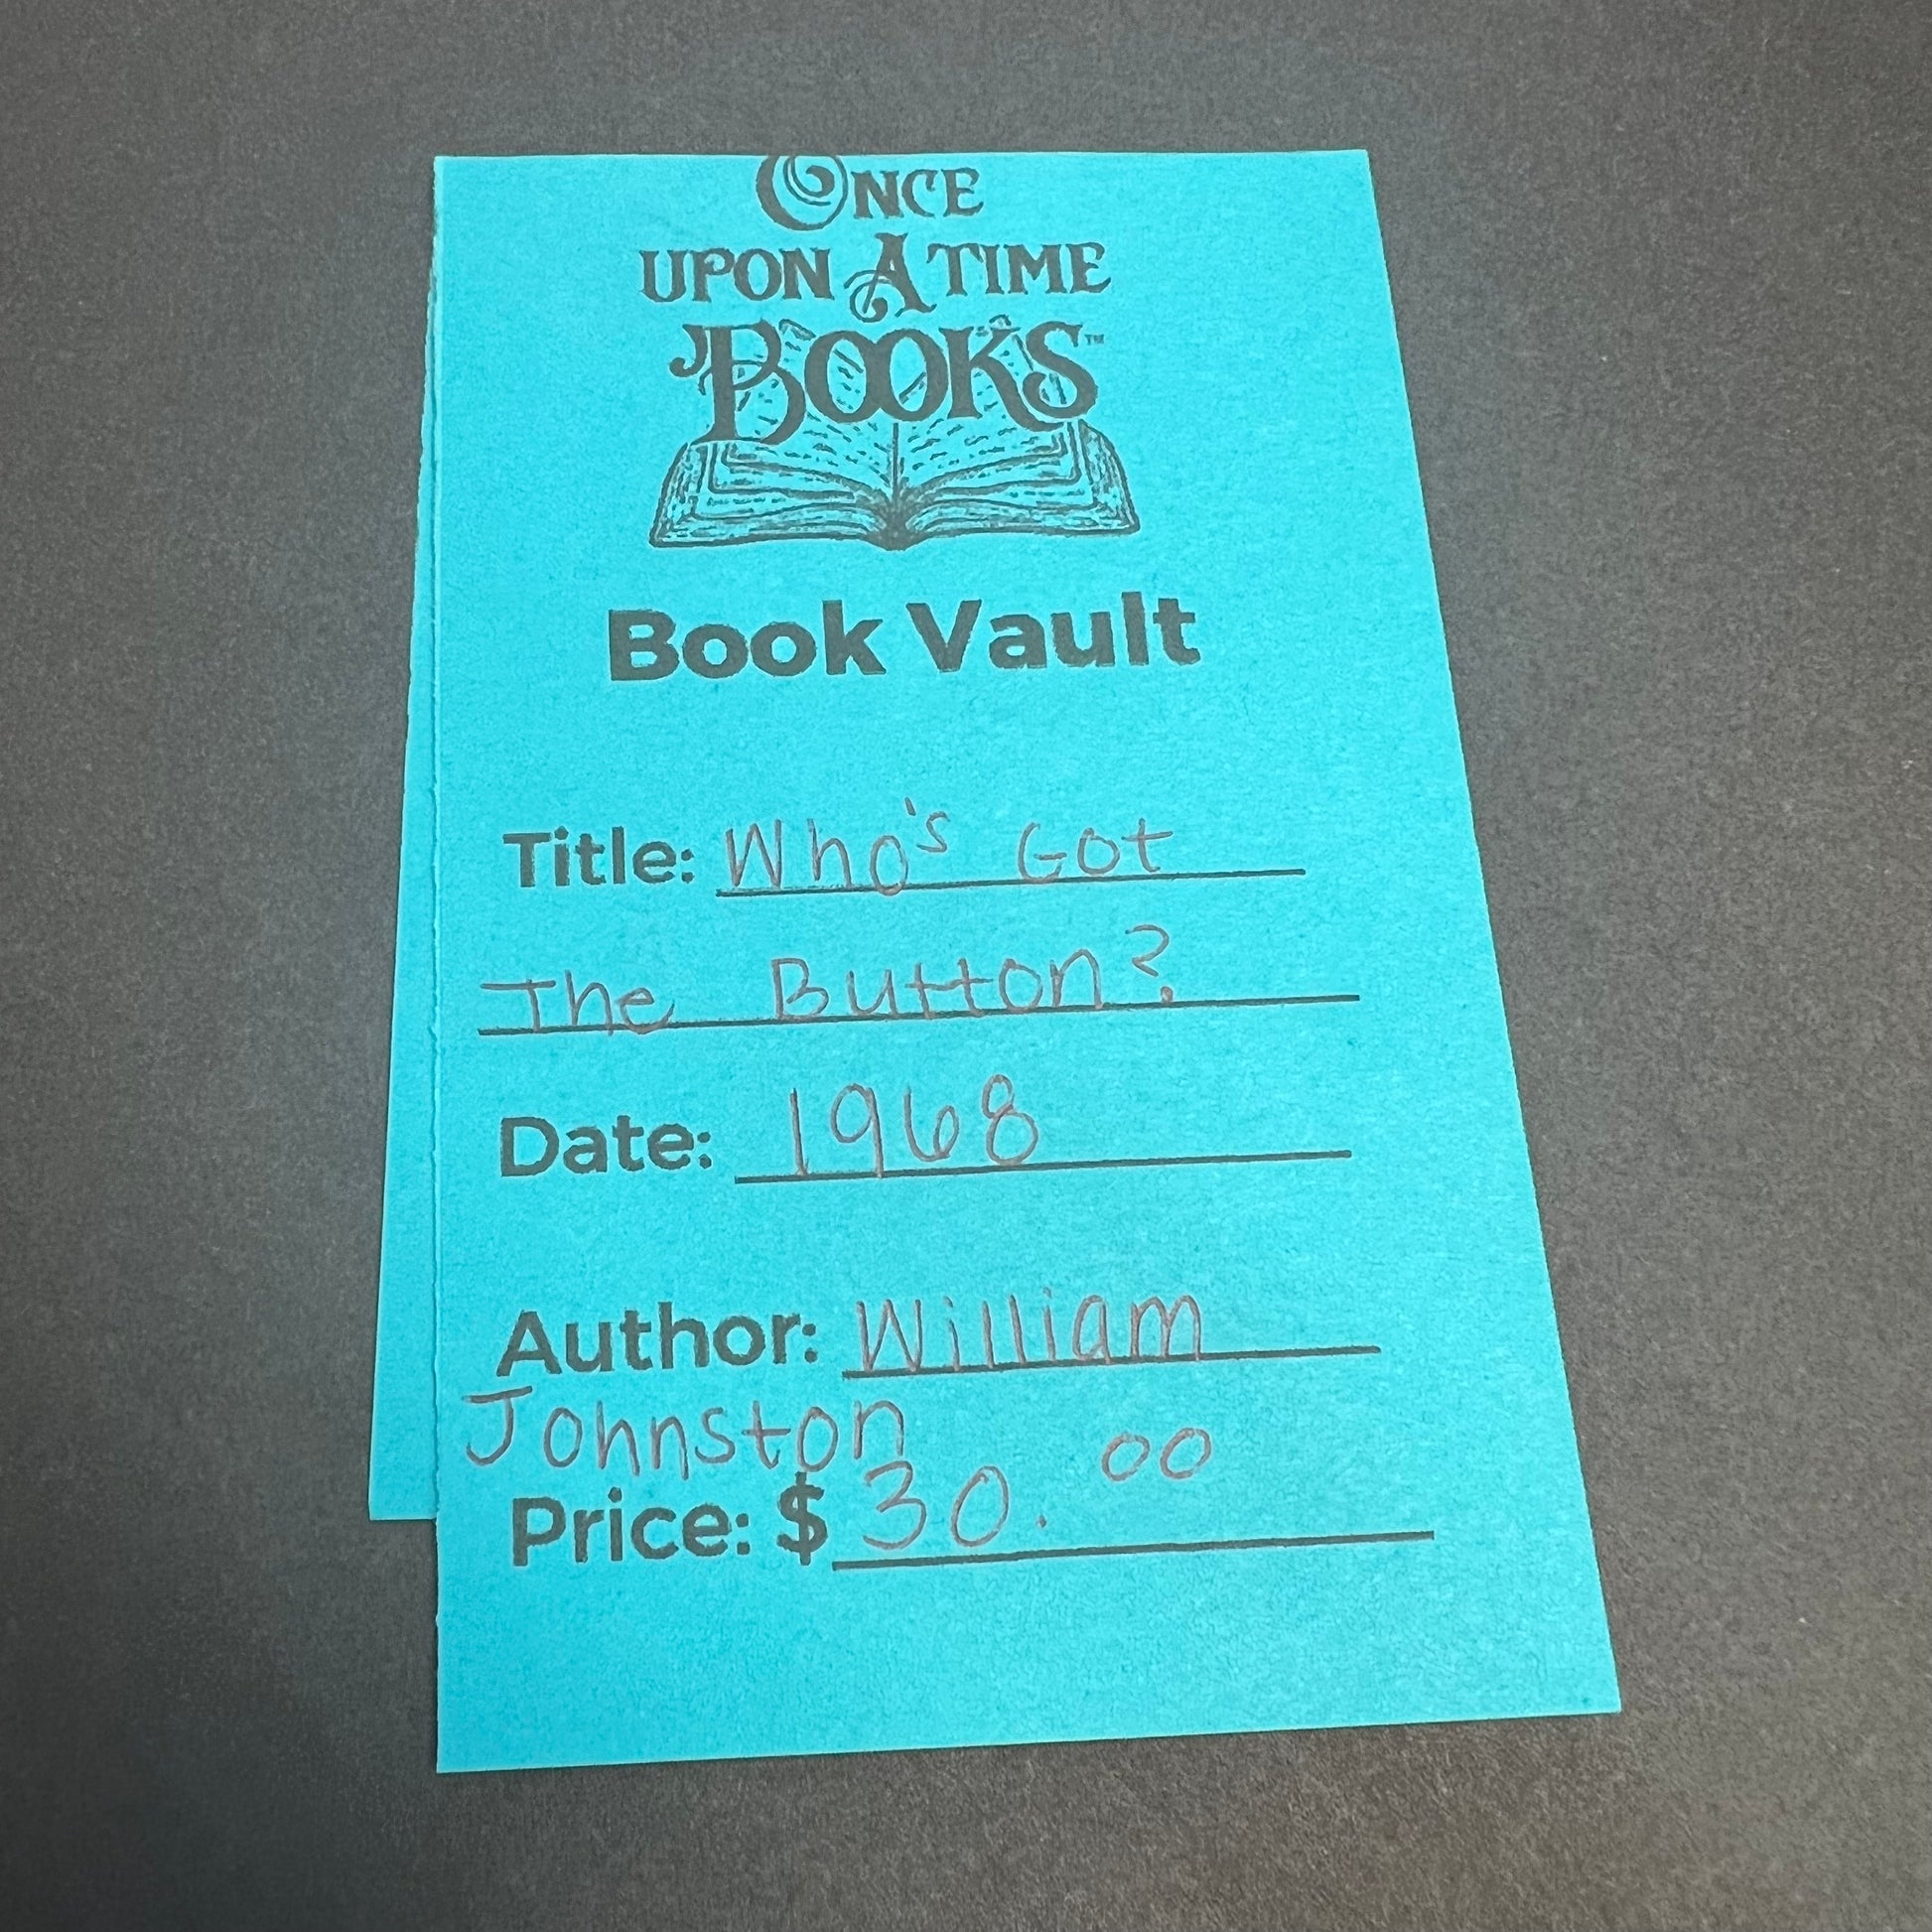 ONCE
UPON A TIME
BOOKS™
Book Vault
Title: Who's Got
The Button?
Date: 1968
Author: William
Johnston
Price: $30.00